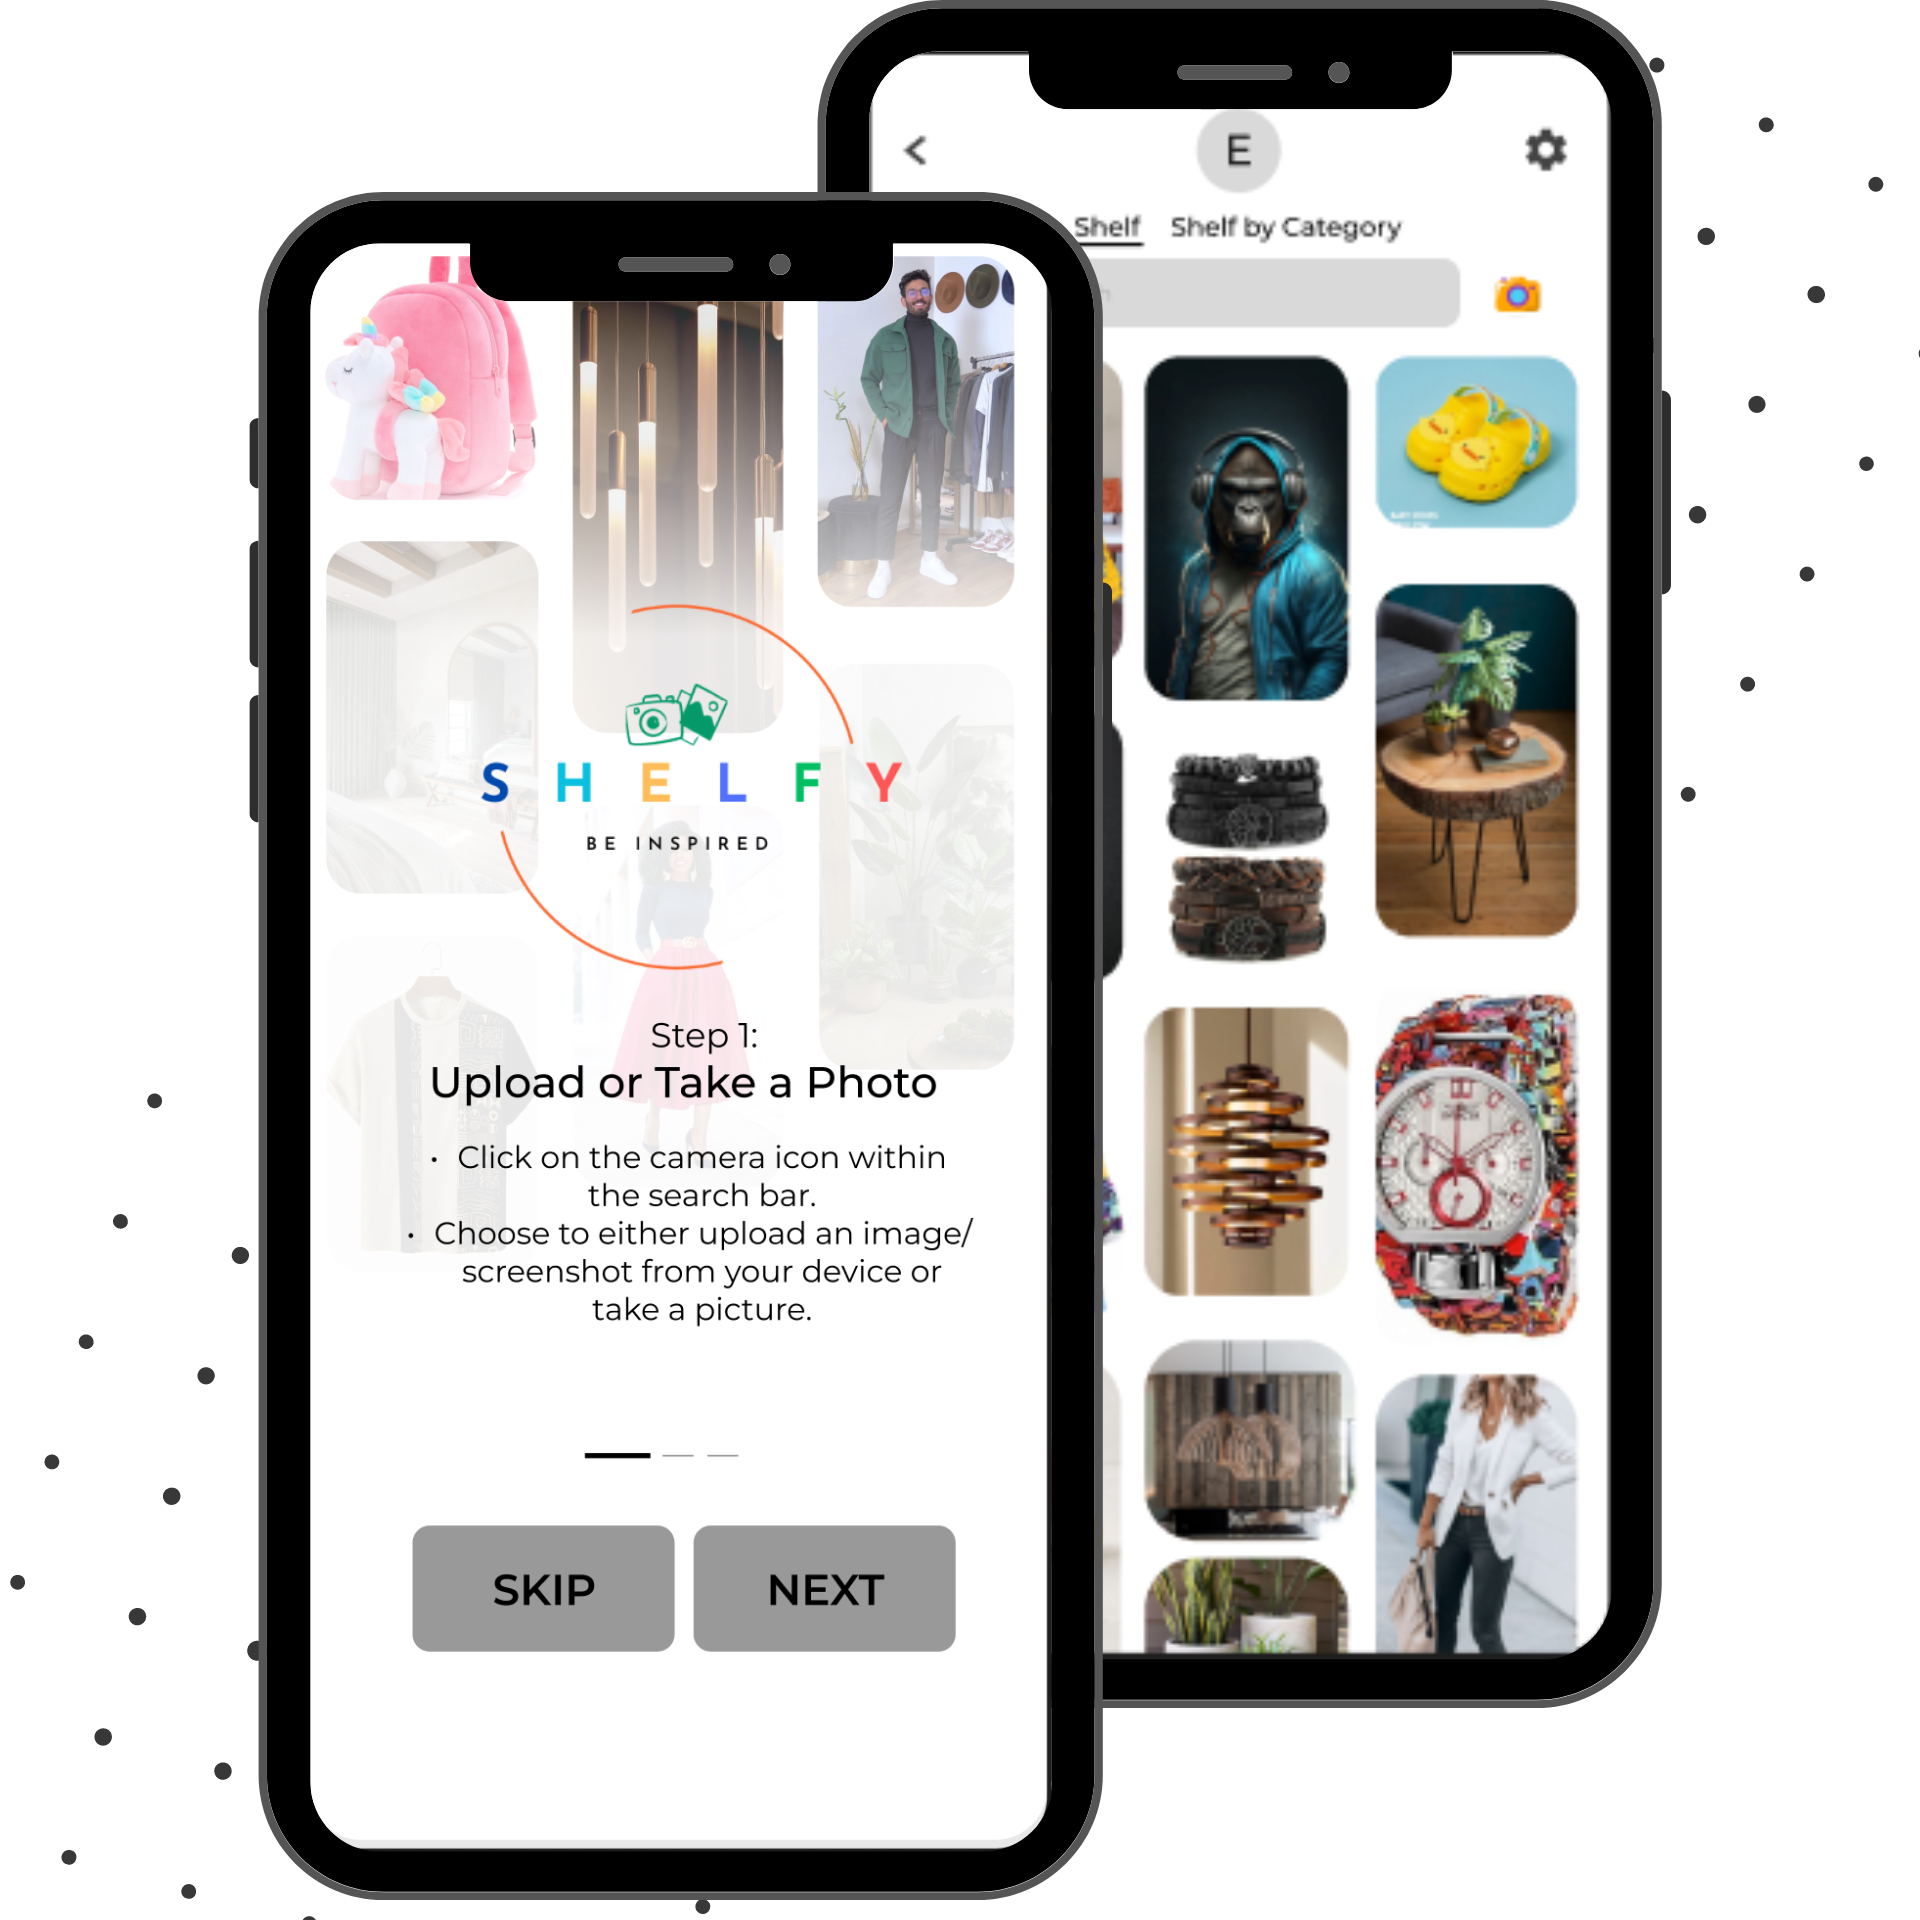 E
Shelf Shelf by Category
S H E L F Y
BE INSPIRED
Step 1:
Upload or Take a Photo
• Click on the camera icon within
the search bar.
• Choose to either upload an image/
screenshot from your device or
take a picture.
SKIP NEXT